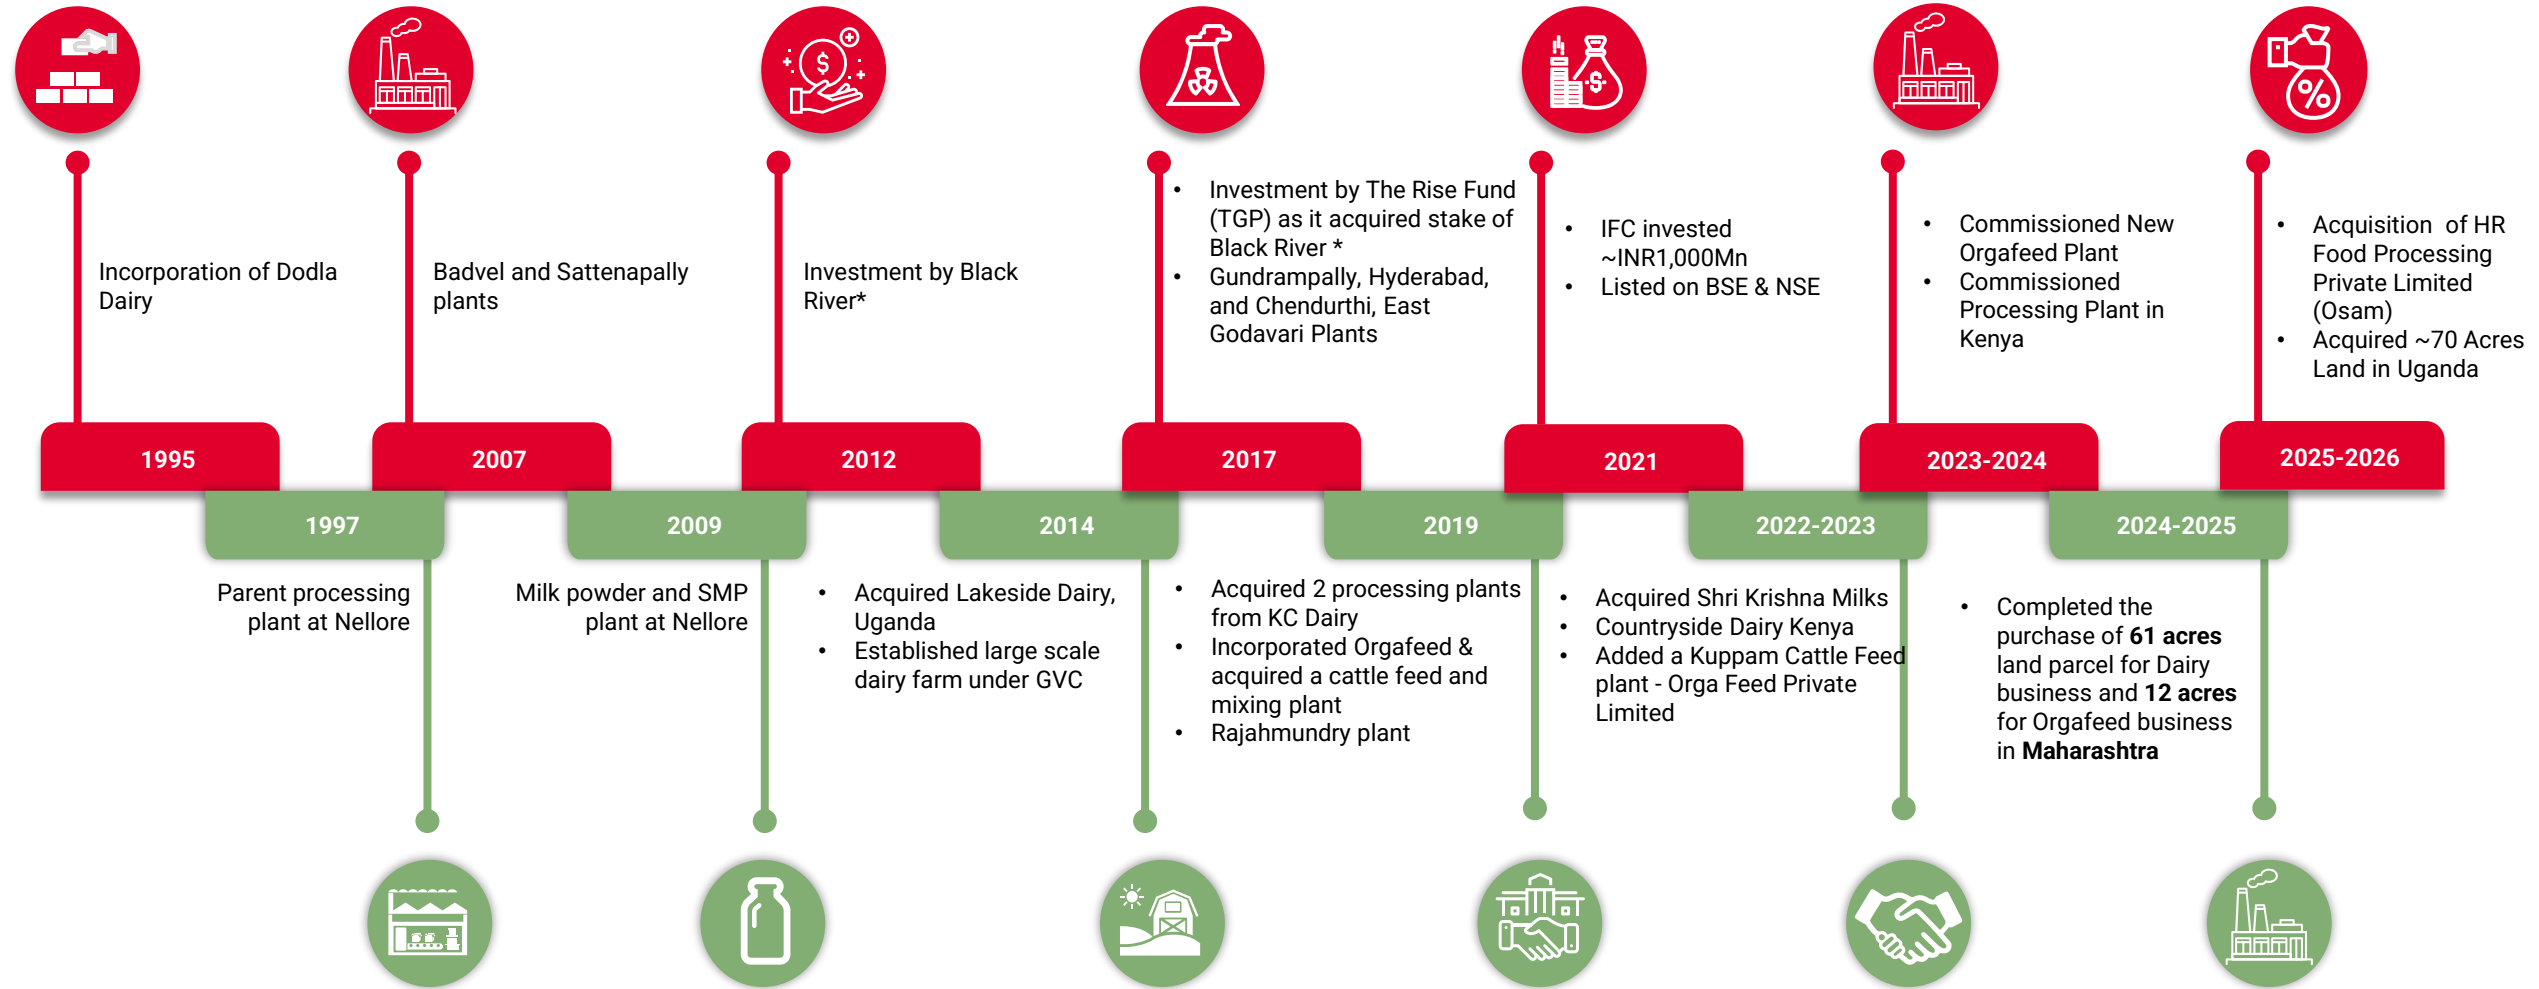 Incorporation of Dodla
Dairy
Badvel and Sattenapally
plants
Investment by Black
River*
• Investment by The Rise Fund
(TGP) as it acquired stake of
Black River *
• Gundrampally, Hyderabad,
and Chendurthi, East
Godavari Plants
• IFC invested
~INR1,000Mn
• Listed on BSE & NSE
• Commissioned New
Orgafeed Plant
• Commissioned
Processing Plant in
Kenya
• Acquisition of HR
Food Processing
Private Limited
(Osam)
• Acquired ~70 Acres
Land in Uganda
1995
2007
2012
2017
2021
2023-2024
2025-2026
1997
2009
2014
2019
2022-2023
2024-2025
Parent processing
plant at Nellore
Milk powder and SMP
plant at Nellore
• Acquired Lakeside Dairy,
Uganda
• Established large scale
dairy farm under GVC
• Acquired 2 processing plants
from KC Dairy
• Incorporated Orgafeed &
acquired a cattle feed and
mixing plant
• Rajahmundry plant
• Acquired Shri Krishna Milks
• Countryside Dairy Kenya
• Added a Kuppam Cattle Feed
plant - Orga Feed Private
Limited
• Completed the
purchase of 61 acres
land parcel for Dairy
business and 12 acres
for Orgafeed business
in Maharashtra